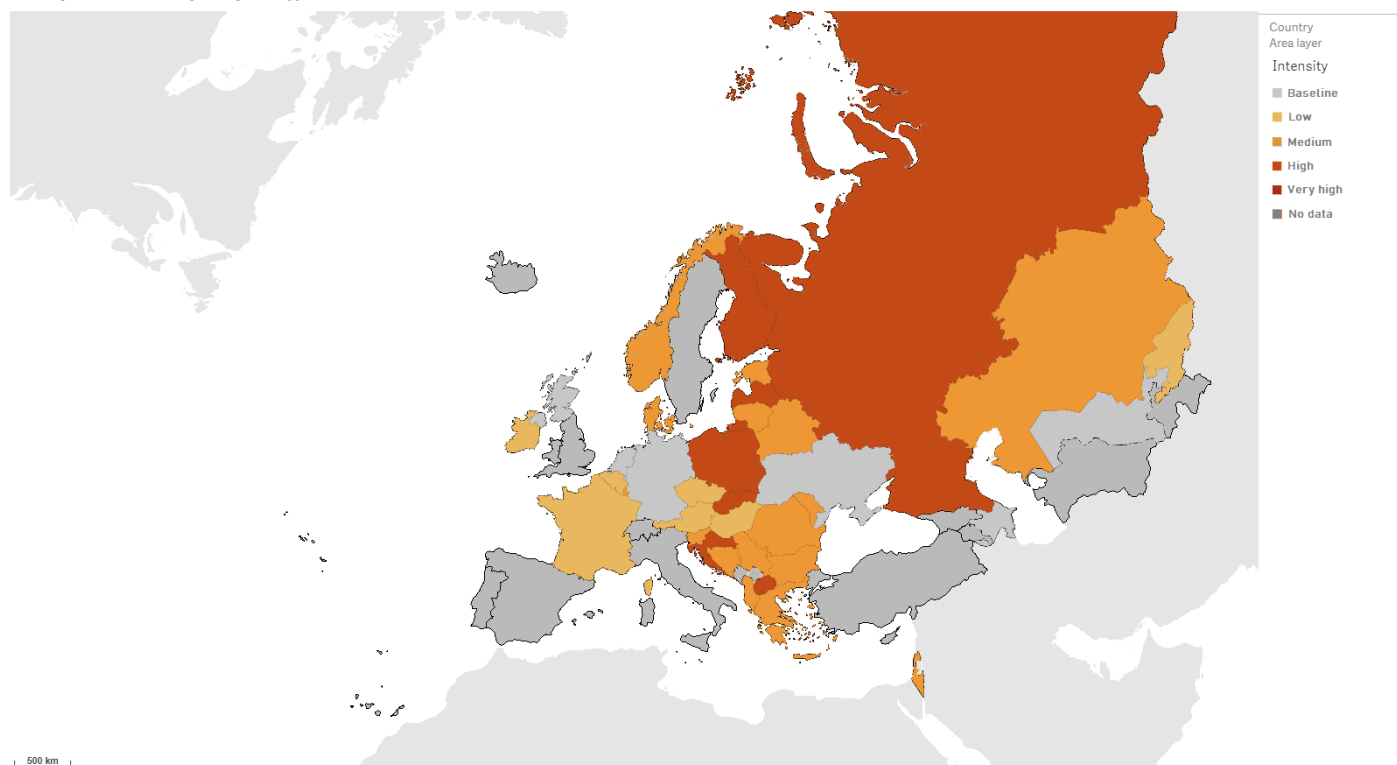 Country
Area layer
Intensity
Baseline
Low
Medium
High
Very high
No data
500 km